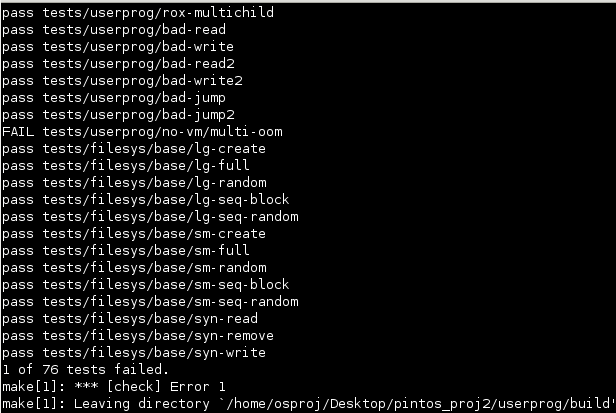 pass tests/userprog/rox-multichild
pass tests/userprog/bad-read
pass tests/userprog/bad-write
pass tests/userprog/bad-read2
pass tests/userprog/bad-write2
pass tests/userprog/bad-jump
pass tests/userprog/bad-jump2
FAIL tests/userprog/no-vm/multi-oom
pass tests/filesys/base/lg-create
pass tests/filesys/base/lg-full
pass tests/filesys/base/lg-random
pass tests/filesys/base/lg-seq-block
pass tests/filesys/base/lg-seq-random
pass tests/filesys/base/sm-create
pass tests/filesys/base/sm-full
pass tests/filesys/base/sm-random
pass tests/filesys/base/sm-seq-block
pass tests/filesys/base/sm-seq-random
pass tests/filesys/base/syn-read
pass tests/filesys/base/syn-remove
pass tests/filesys/base/syn-write
1 of 76 tests failed.
make[1]: *** [check] Error 1
make[1]: Leaving directory `/home/osproj/Desktop/pintos_proj2/userprog/build'